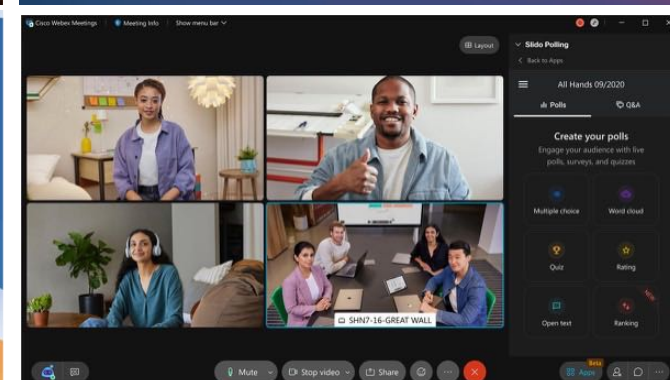 Cisco Webex Meetings
Meeting Info
Show menu bar
Layout
Slido Polling
Back to Apps
All Hands 09/2020
Polls
Q&A
Create your polls
Engage your audience with live
polls, surveys, and quizzes
Multiple choice
Word cloud
Quiz
Rating
NEW
Open text
Ranking
SHN7-16-GREAT WALL
Mute
Stop video
Share
Beta
Apps